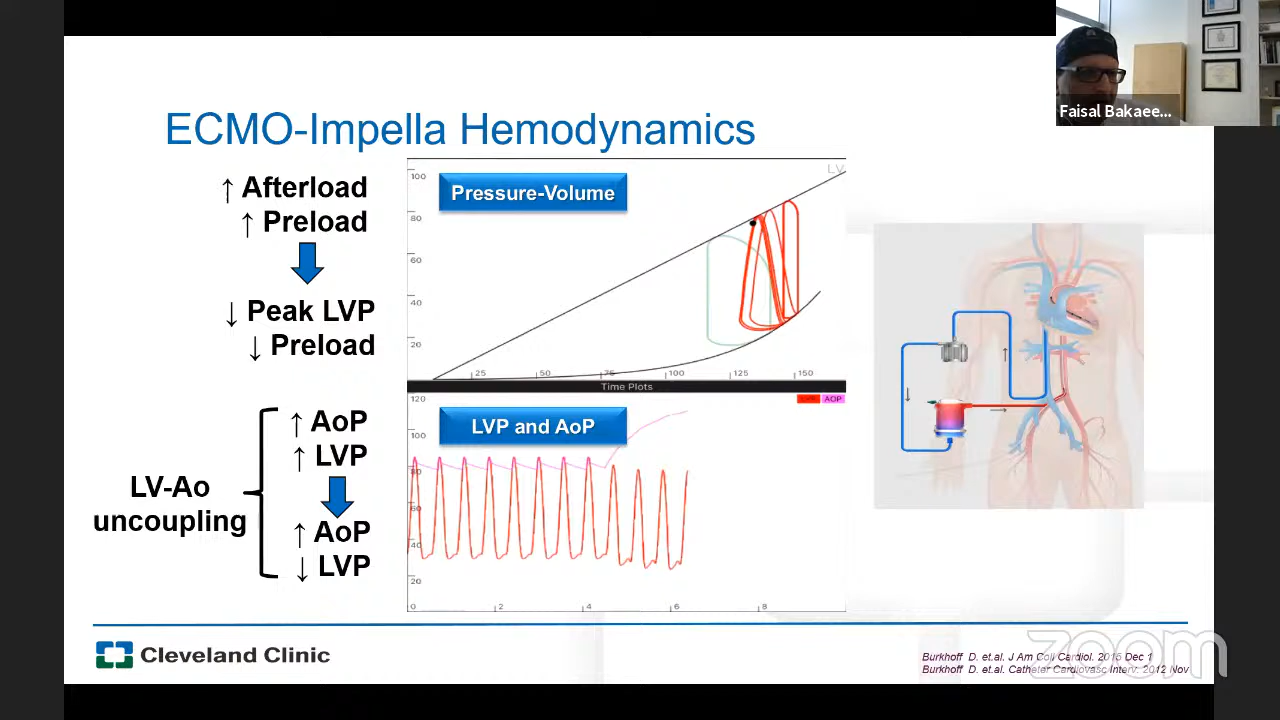 Faisal Bakaee...
ECMO-Impella Hemodynamics
↑ Afterload
↑ Preload
↓ Peak LVP
↓ Preload
LV-Ao
uncoupling
↑ AoP
↑ LVP
↑ AoP
↓ LVP
Pressure-Volume
LV
100
80
60
40
20
25
50
75
100
125
150
Time Plots
AOP
LVP and AoP
120
100
80
60
40
20
0
2
4
6
8
Cleveland Clinic
Burkhoff D. et.al. J Am Coll Cardiol. 2015 Dec 1
Burkhoff D. et.al. Catheter Cardiovasc Interv. 2012 Nov
zoom